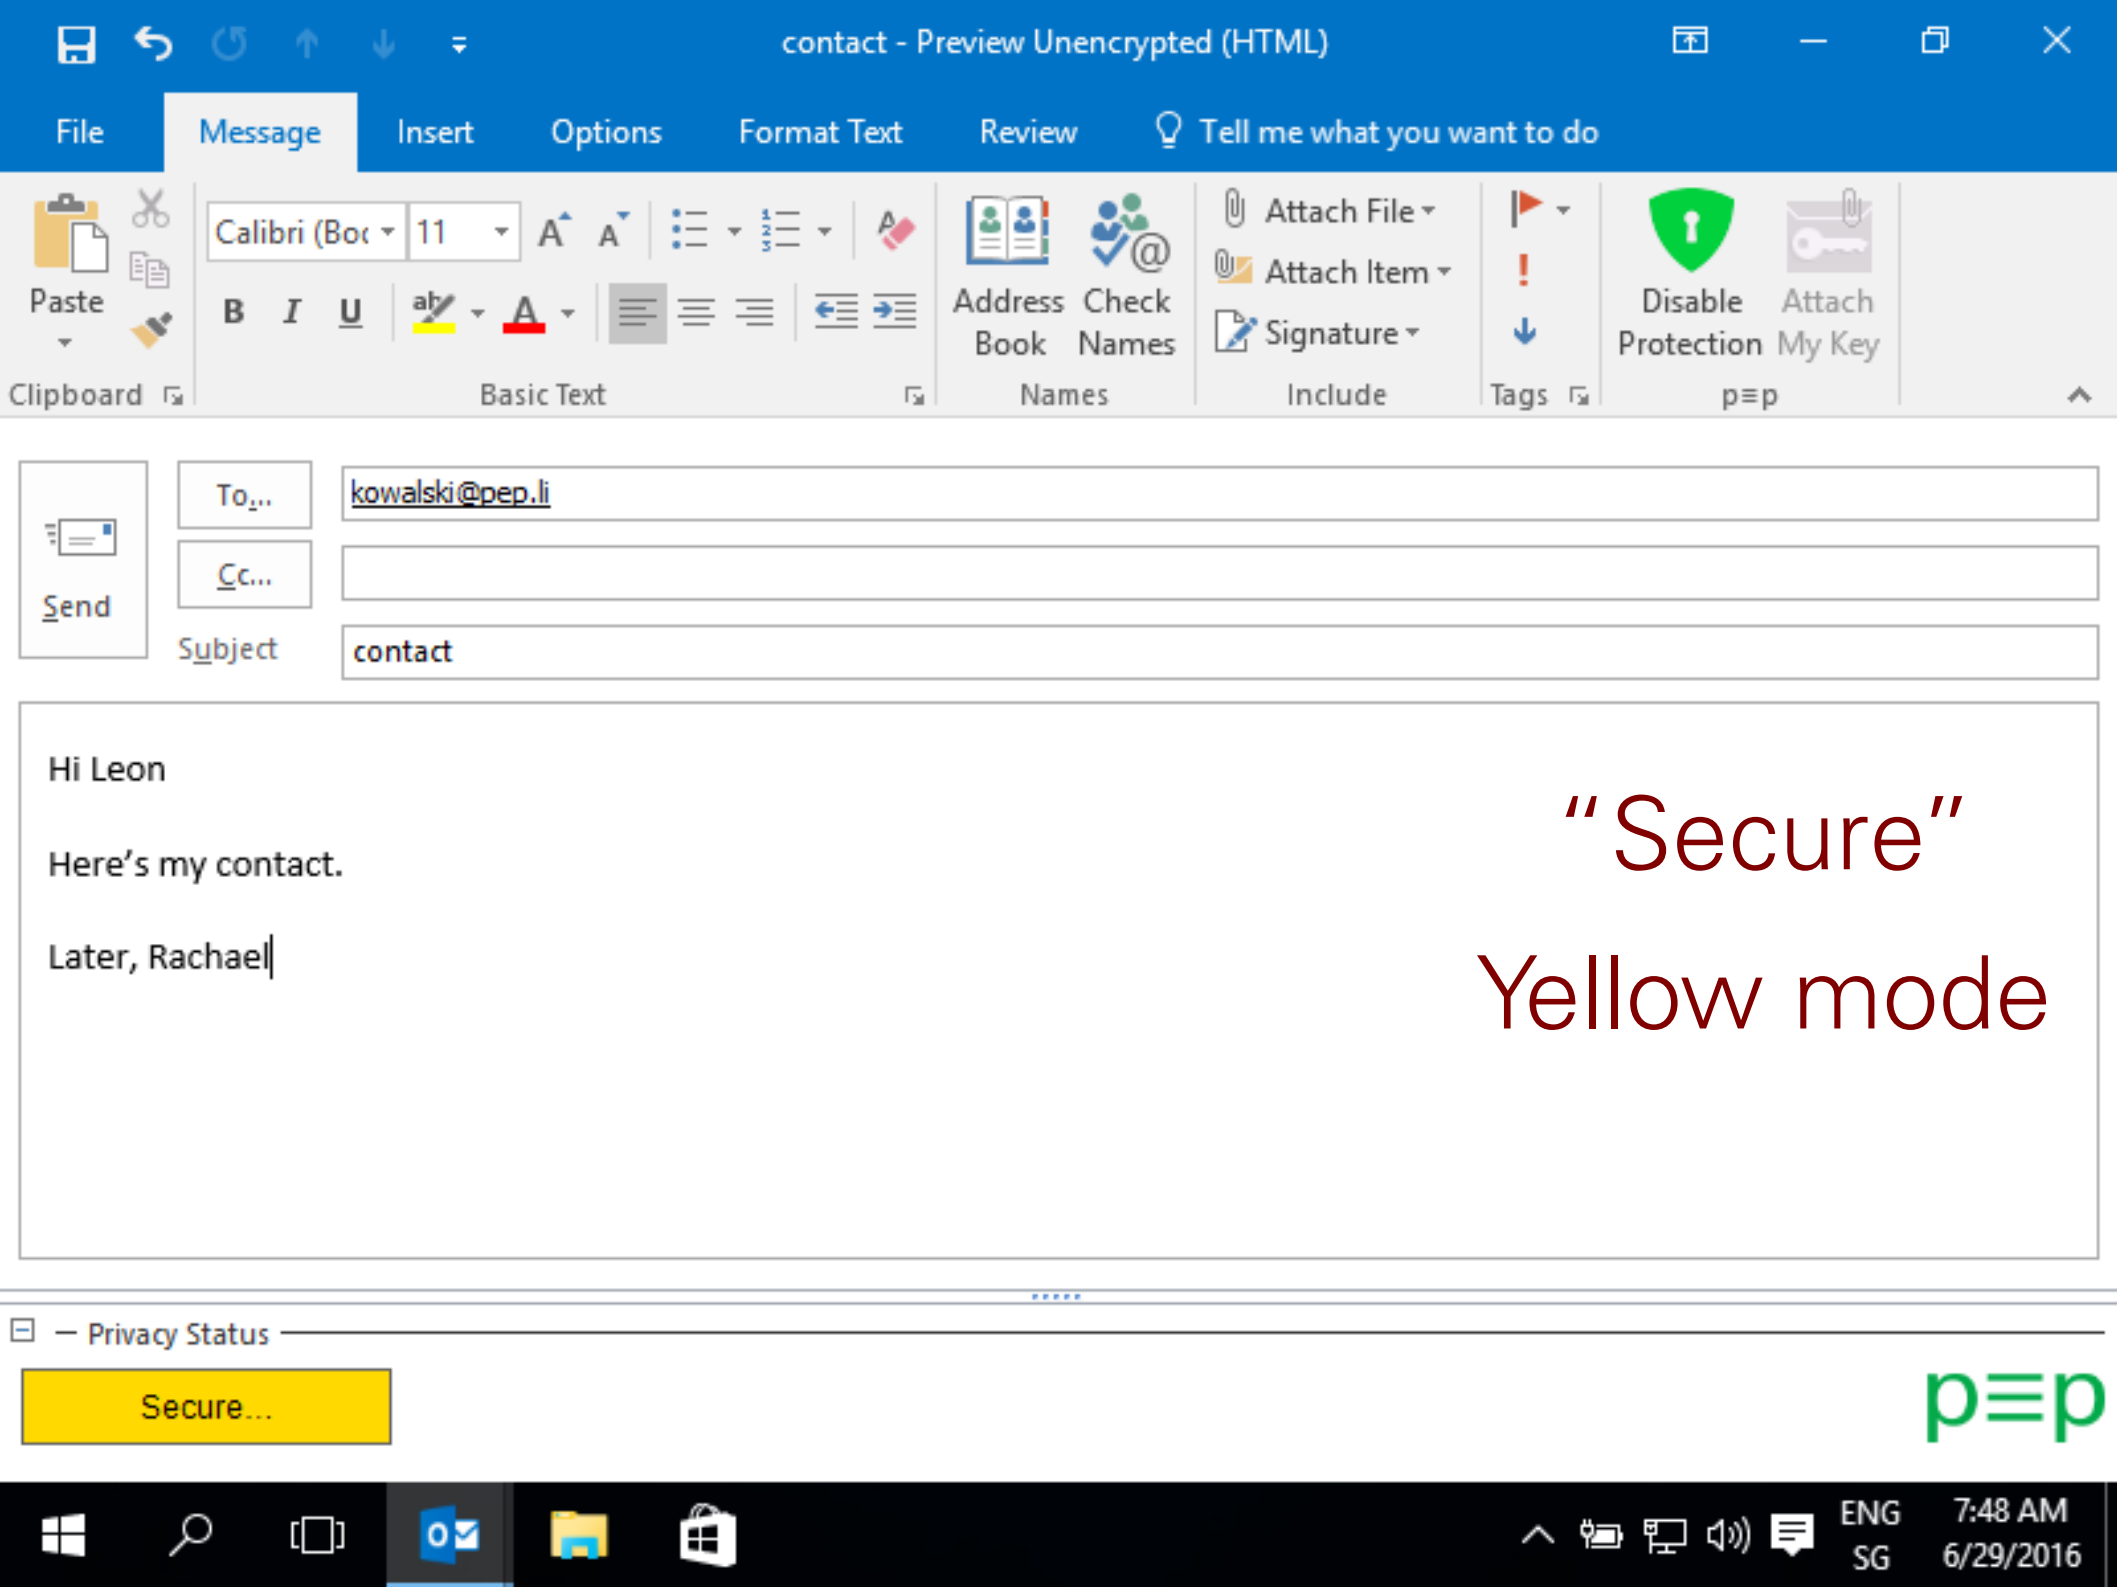 contact - Preview Unencrypted (HTML)
File Message Insert Options Format Text Review Tell me what you want to do
Paste
Clipboard
Calibri (Boc 11 A A
B I U aby A
Basic Text
Address Book
Check Names
Names
Attach File
Attach Item
Signature
Include
Tags
Disable Protection
Attach My Key
p≡p
Send
To...
kowalski@pep.li
Cc...
Subject
contact
Hi Leon
Here's my contact.
Later, Rachael
“Secure”
Yellow mode
Privacy Status
Secure...
p≡p
ENG
SG
7:48 AM
6/29/2016